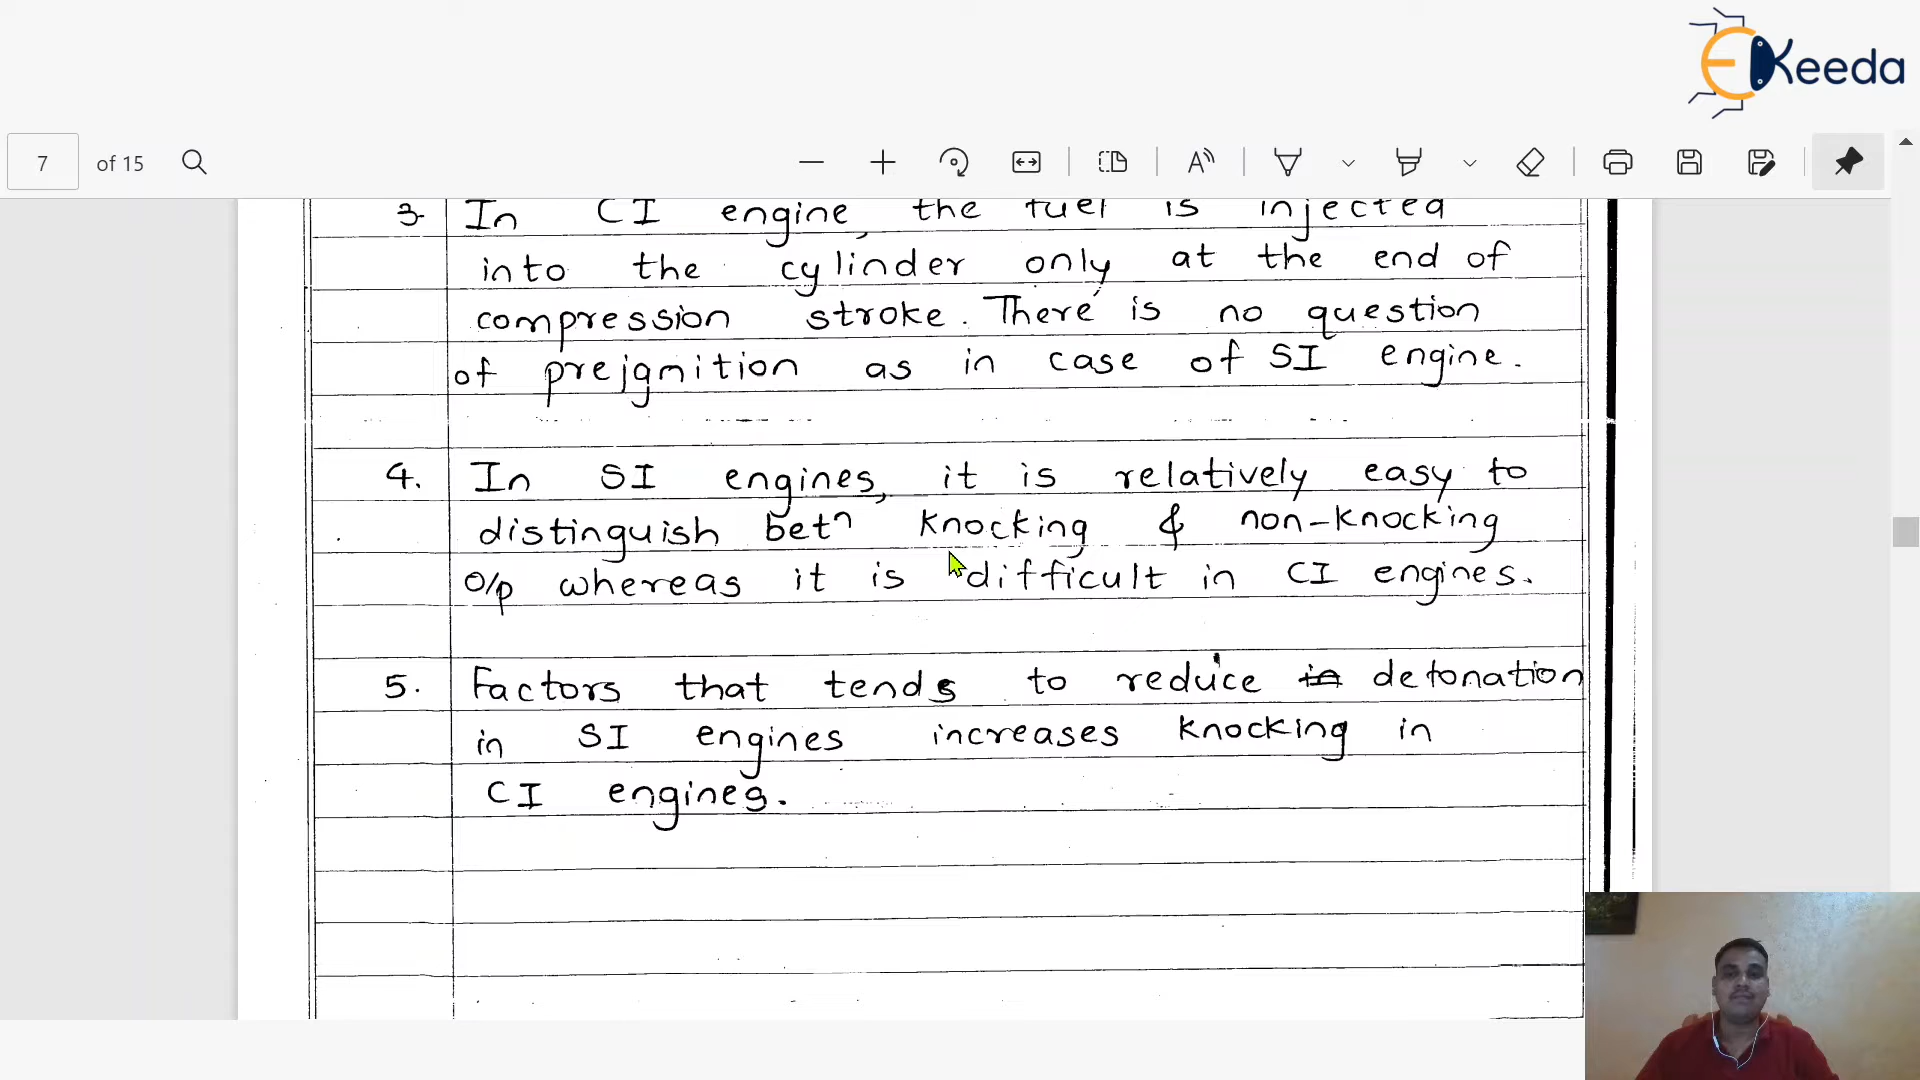 EKeeda
7 of 15
3. In CI engine, the fuel is injected
into the cylinder only at the end of
compression stroke. There is no question
of preignition as in case of SI engine.
4. In SI engines, it is relatively easy to
distinguish betn knocking & non-knocking
o/p whereas it is difficult in CI engines.
5. Factors that tends to reduce in detonation
in SI engines increases knocking in
CI engines.